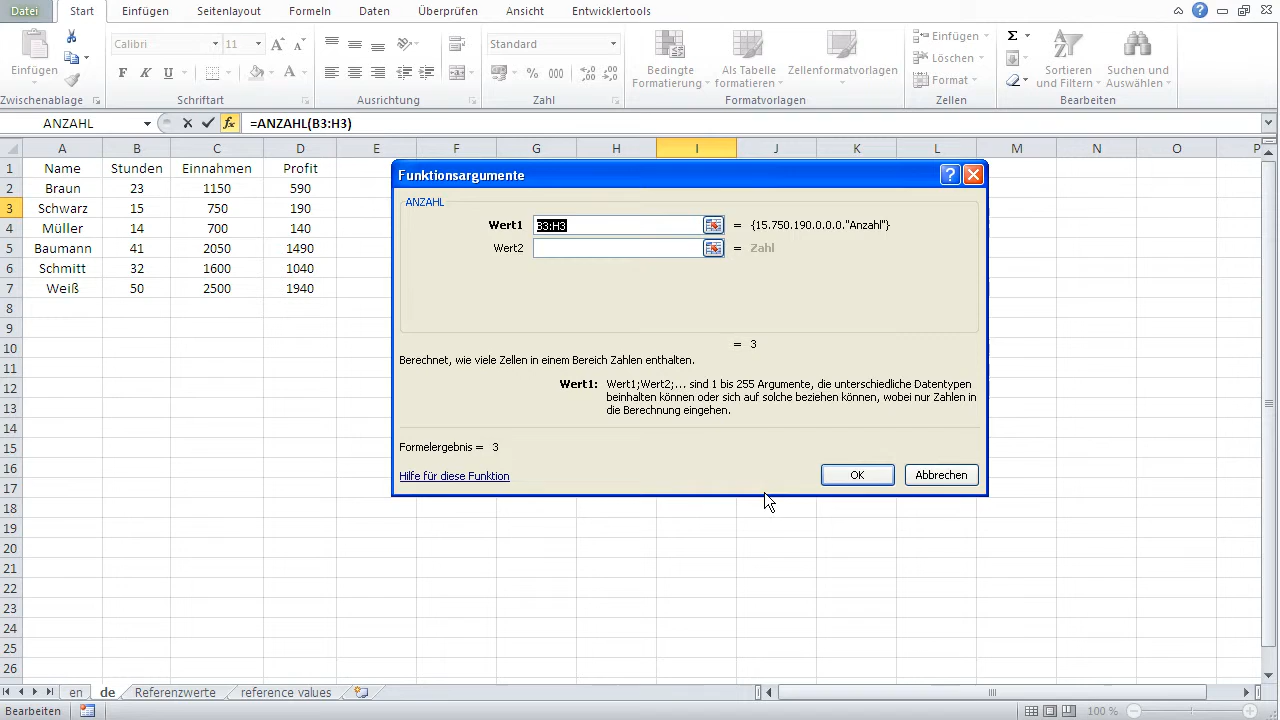 Datei Start Einfügen Seitenlayout Formeln Daten Überprüfen Ansicht Entwicklertools
Einfügen
Calibri 11
Standard
Bedingte Formatierung
Als Tabelle formatieren
Zellenformatvorlagen
Einfügen
Löschen
Format
Sortieren und Filtern
Suchen und Auswählen
Zwischenablage Schriftart Ausrichtung Zahl Formatvorlagen Zellen Bearbeiten
ANZAHL fx =ANZAHL(B3:H3)
A B C D E F G H I J K L M N O P
1 Name Stunden Einnahmen Profit
2 Braun 23 1150 590
3 Schwarz 15 750 190
4 Müller 14 700 140
5 Baumann 41 2050 1490
6 Schmitt 32 1600 1040
7 Weiß 50 2500 1940
8
9
10
11
12
13
14
15
16
17
18
19
20
21
22
23
24
25
26
Funktionsargumente
ANZAHL
Wert1 B3:H3 = {15.750.190.0.0.0."Anzahl"}
Wert2 = Zahl
= 3
Berechnet, wie viele Zellen in einem Bereich Zahlen enthalten.
Wert1: Wert1;Wert2;... sind 1 bis 255 Argumente, die unterschiedliche Datentypen
beinhalten können oder sich auf solche beziehen können, wobei nur Zahlen in
die Berechnung eingehen.
Formelergebnis = 3
Hilfe für diese Funktion OK Abbrechen
en de Referenzwerte reference values
Bearbeiten 100 %